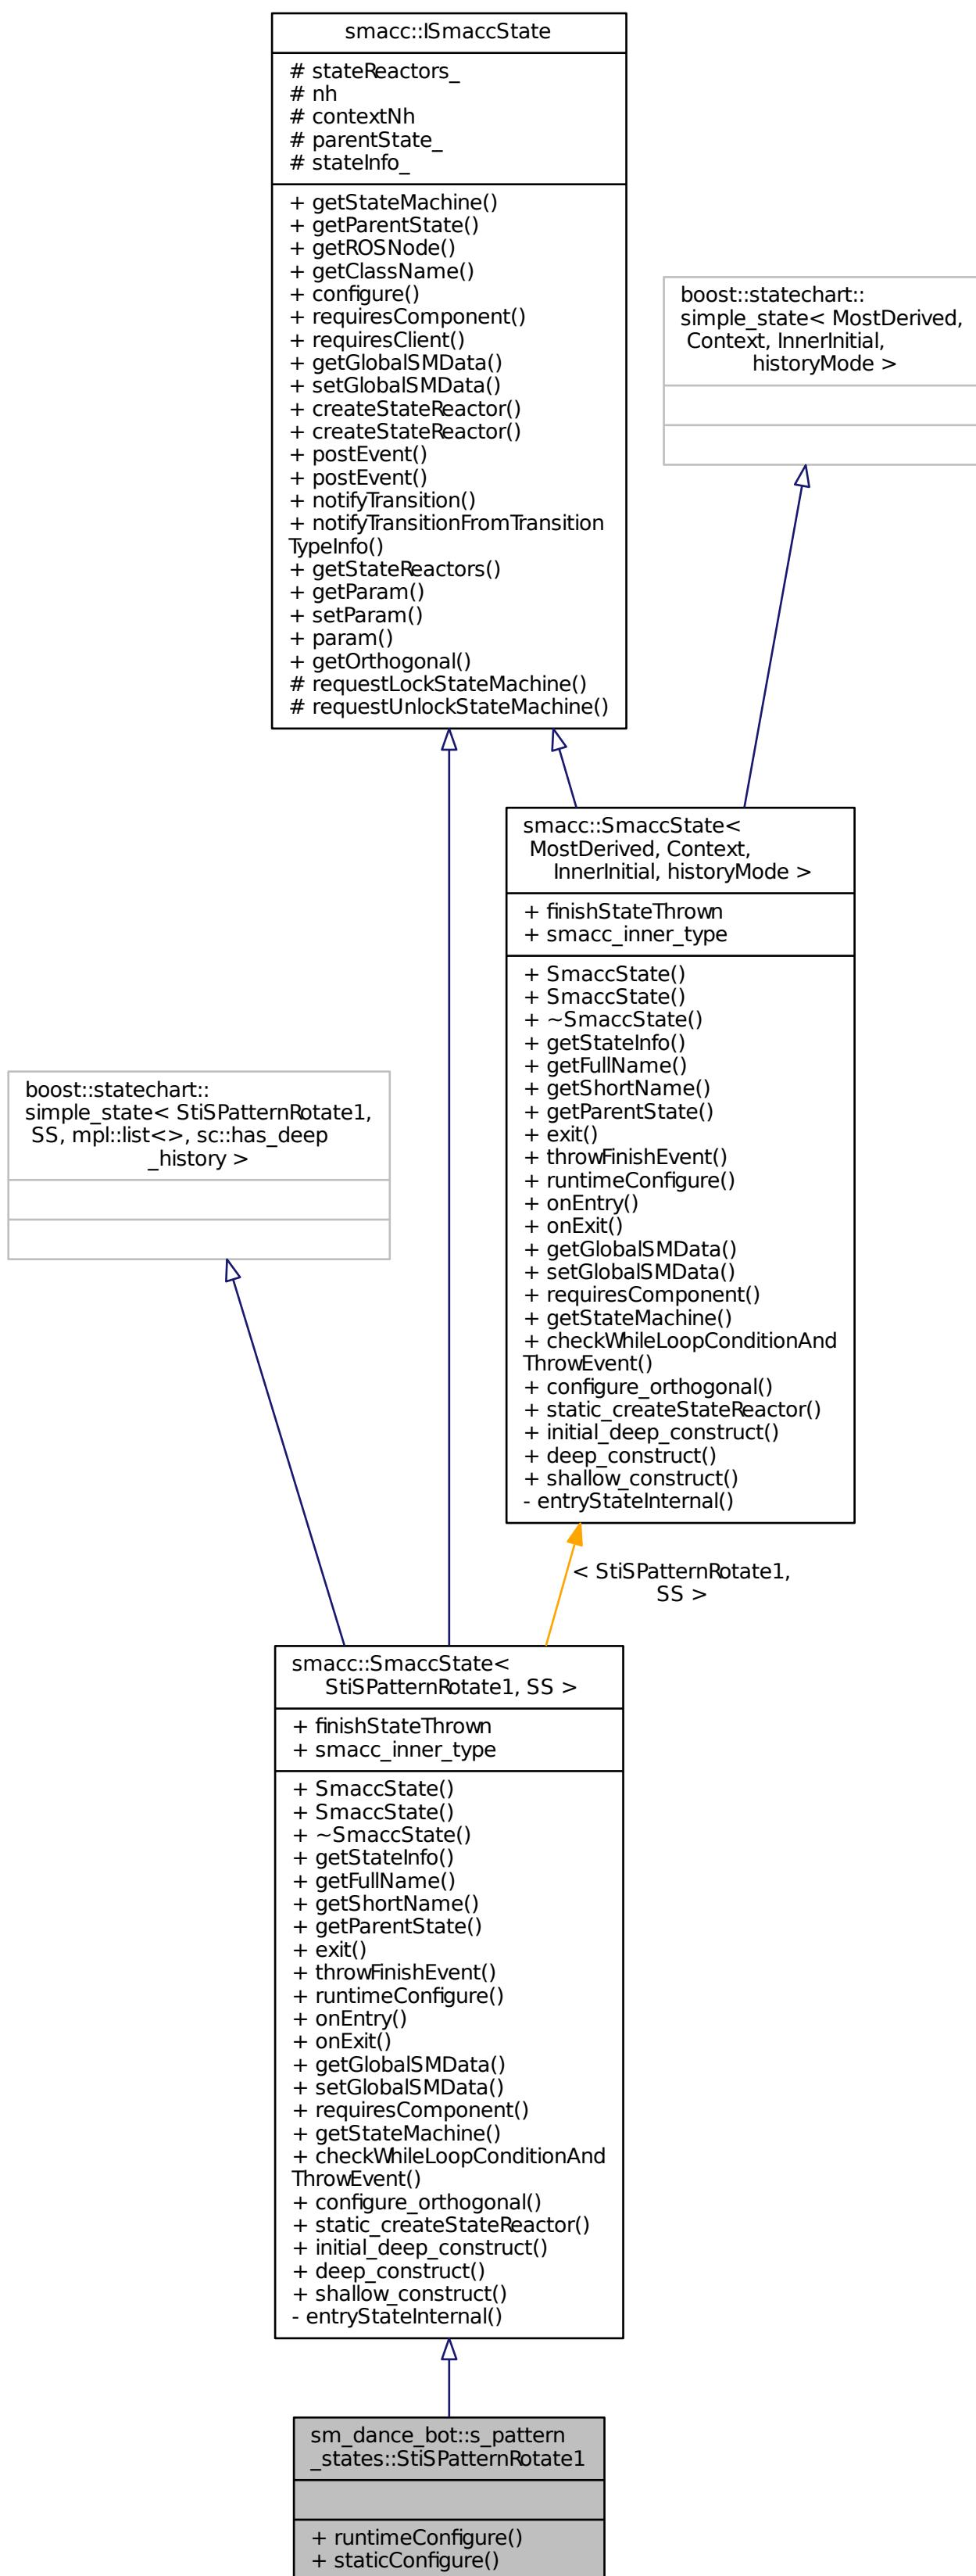 smacc::ISmaccState
# stateReactors_
# nh
# contextNh
# parentState_
# stateInfo_
+ getStateMachine()
+ getParentState()
+ getROSNode()
+ getClassName()
+ configure()
+ requiresComponent()
+ requiresClient()
+ getGlobalSMData()
+ setGlobalSMData()
+ createStateReactor()
+ createStateReactor()
+ postEvent()
+ postEvent()
+ notifyTransition()
+ notifyTransitionFromTransition
TypeInfo()
+ getStateReactors()
+ getParam()
+ setParam()
+ param()
+ getOrthogonal()
# requestLockStateMachine()
# requestUnlockStateMachine()
boost::statechart::
simple_state< MostDerived,
Context, InnerInitial,
historyMode >
smacc::SmaccState<
MostDerived, Context,
InnerInitial, historyMode >
+ finishStateThrown
+ smacc_inner_type
+ SmaccState()
+ SmaccState()
+ ~SmaccState()
+ getStateInfo()
+ getFullName()
+ getShortName()
+ getParentState()
+ exit()
+ throwFinishEvent()
+ runtimeConfigure()
+ onEntry()
+ onExit()
+ getGlobalSMData()
+ setGlobalSMData()
+ requiresComponent()
+ getStateMachine()
+ checkWhileLoopConditionAnd
ThrowEvent()
+ configure_orthogonal()
+ static_createStateReactor()
+ initial_deep_construct()
+ deep_construct()
+ shallow_construct()
- entryStateInternal()
boost::statechart::
simple_state< StiSPatternRotate1,
SS, mpl::list<>, sc::has_deep
_history >
< StiSPatternRotate1,
SS >
smacc::SmaccState<
StiSPatternRotate1, SS >
+ finishStateThrown
+ smacc_inner_type
+ SmaccState()
+ SmaccState()
+ ~SmaccState()
+ getStateInfo()
+ getFullName()
+ getShortName()
+ getParentState()
+ exit()
+ throwFinishEvent()
+ runtimeConfigure()
+ onEntry()
+ onExit()
+ getGlobalSMData()
+ setGlobalSMData()
+ requiresComponent()
+ getStateMachine()
+ checkWhileLoopConditionAnd
ThrowEvent()
+ configure_orthogonal()
+ static_createStateReactor()
+ initial_deep_construct()
+ deep_construct()
+ shallow_construct()
- entryStateInternal()
sm_dance_bot::s_pattern
_states::StiSPatternRotate1
+ runtimeConfigure()
+ staticConfigure()